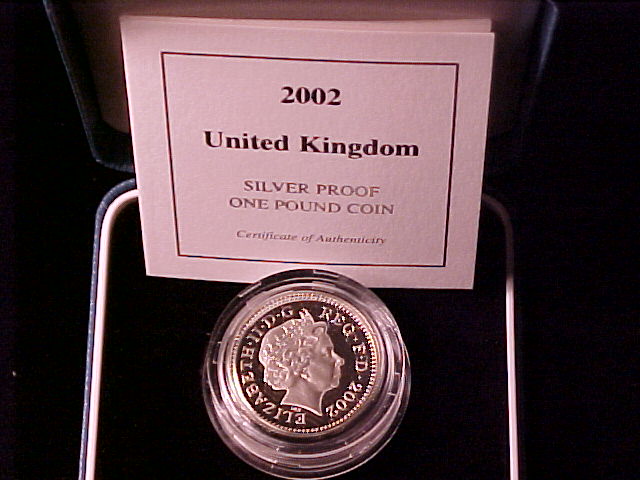 2002
United Kingdom
SILVER PROOF
ONE POUND COIN
Certificate of Authenticity
ELIZABETH·II·D·G REG·F·D·2002